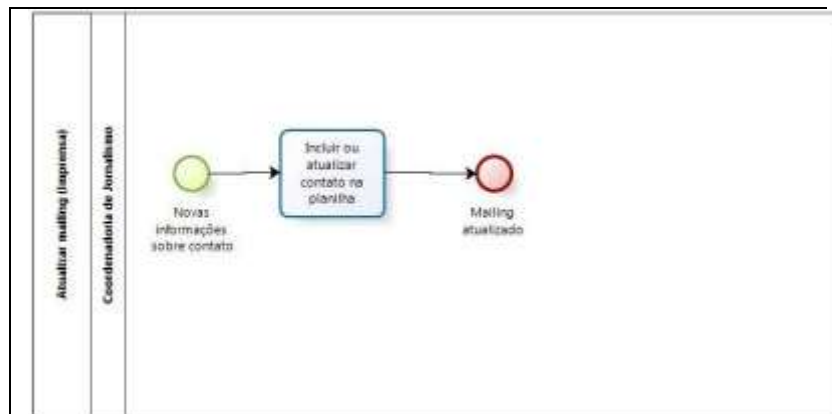 Atualizar mailing (Imprensa)
Coordenadoria de Jornalismo
Novas
informações
sobre contato
Incluir ou
atualizar
contato na
planilha
Mailing
atualizado